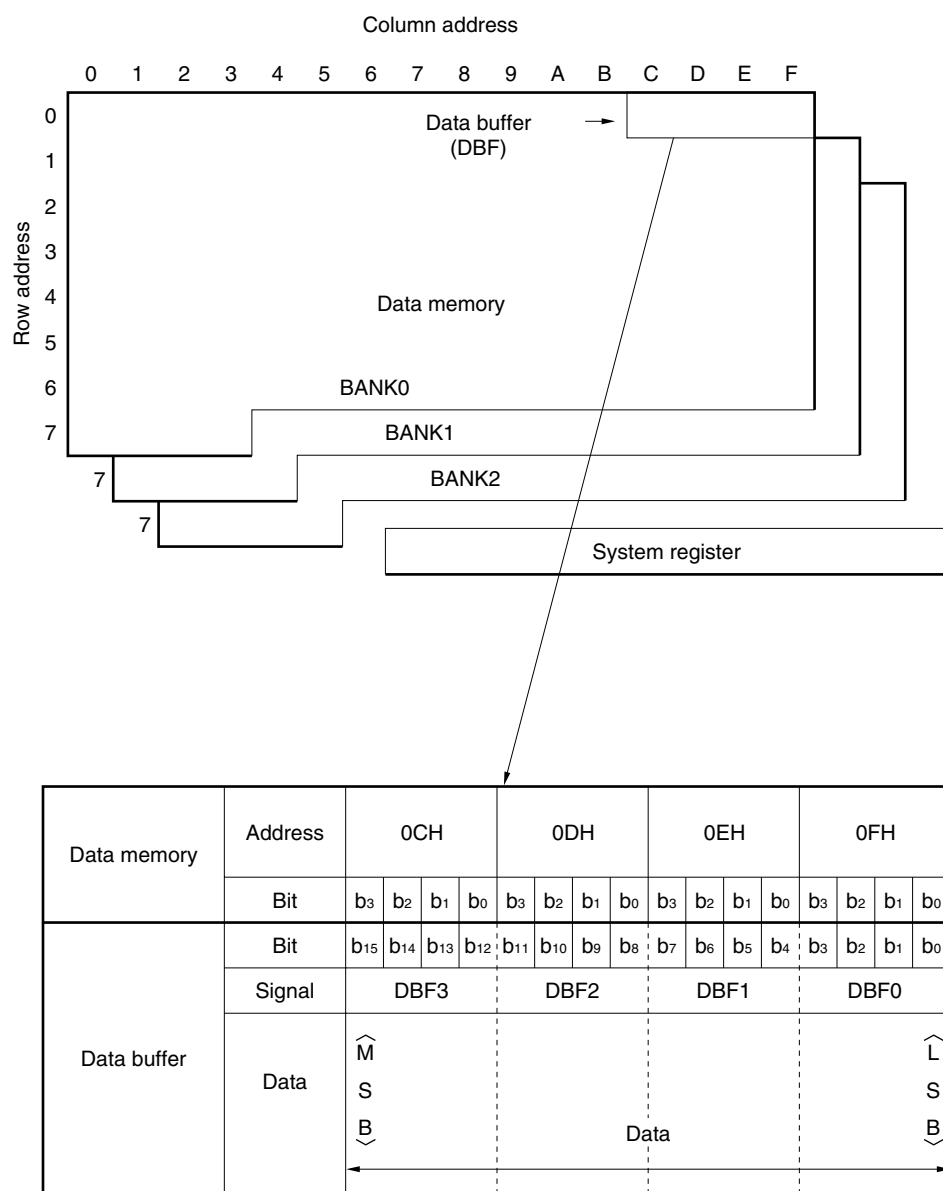 Column address
0 1 2 3 4 5 6 7 8 9 A B C D E F
Row address
0
1
2
3
4
5
6
7
Data buffer
(DBF)
Data memory
BANK0
BANK1
7
BANK2
7
System register
Data memory Address 0CH 0DH 0EH 0FH
Bit b3 b2 b1 b0 b3 b2 b1 b0 b3 b2 b1 b0 b3 b2 b1 b0
Data buffer Bit b15 b14 b13 b12 b11 b10 b9 b8 b7 b6 b5 b4 b3 b2 b1 b0
Signal DBF3 DBF2 DBF1 DBF0
Data
〈MSB〉
〈LSB〉
Data